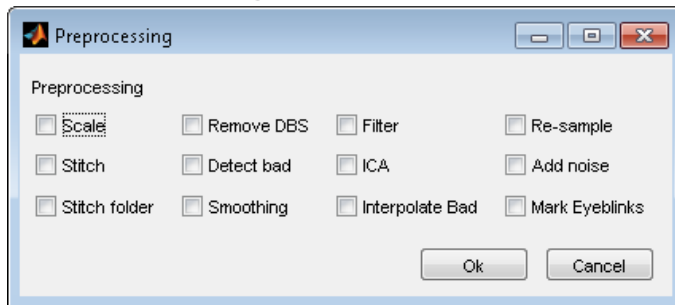 Preprocessing
Preprocessing
Scale Remove DBS Filter Re-sample
Stitch Detect bad ICA Add noise
Stitch folder Smoothing Interpolate Bad Mark Eyeblinks
Ok Cancel